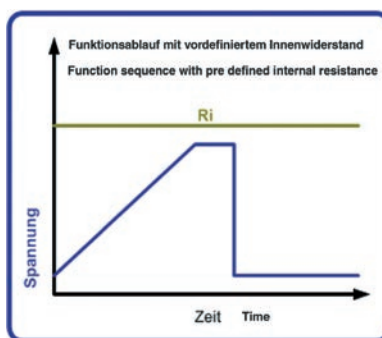 Funktionsablauf mit vordefiniertem Innenwiderstand
Function sequence with pre defined internal resistance
Ri
Spannung
Zeit Time